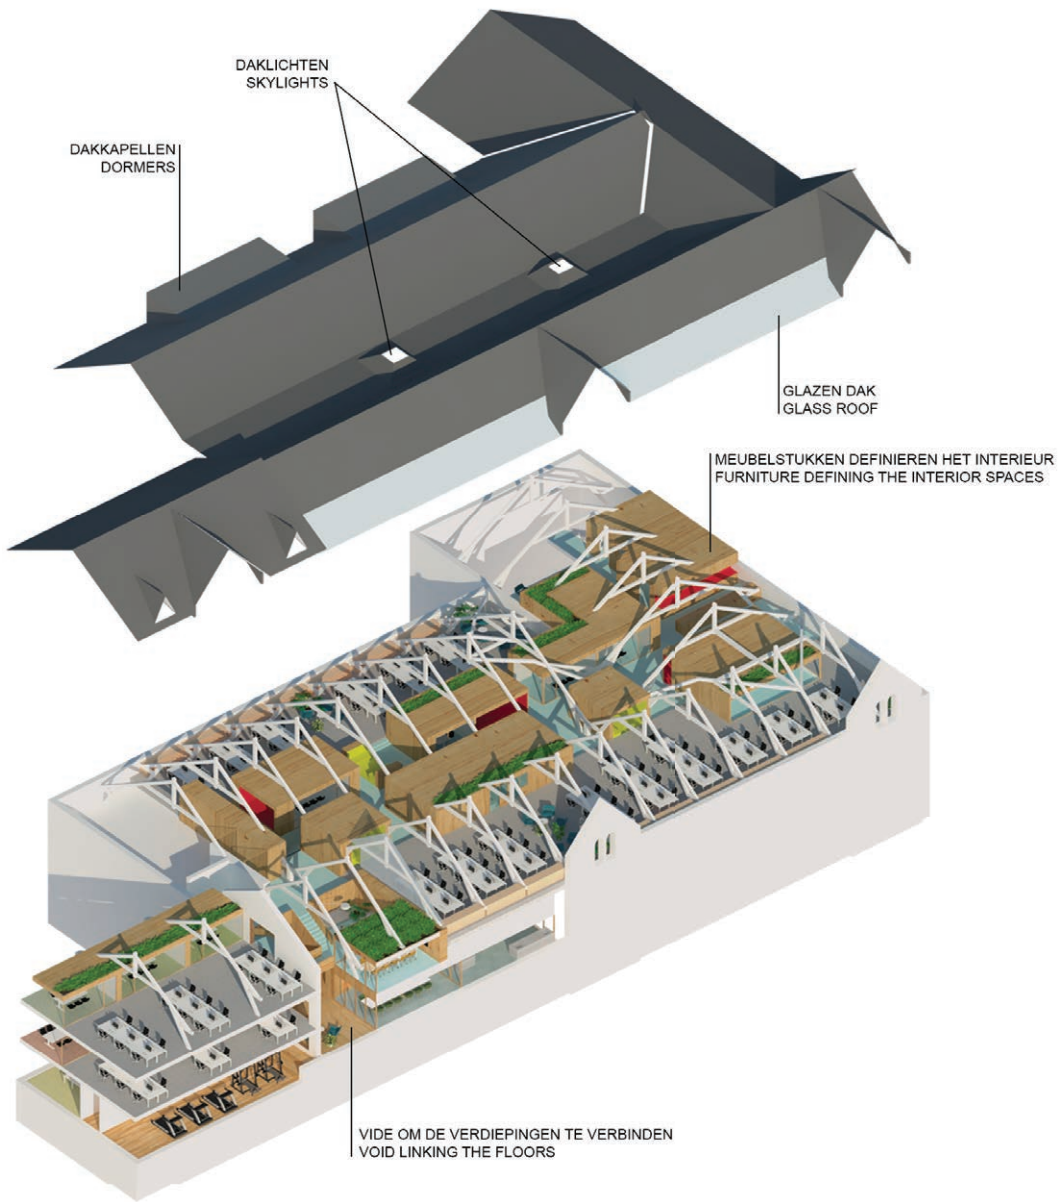 DAKLICHTEN
SKYLIGHTS
DAKKAPELLEN
DORMERS
GLAZEN DAK
GLASS ROOF
MEUBELSTUKKEN DEFINIEREN HET INTERIEUR
FURNITURE DEFINING THE INTERIOR SPACES
VIDE OM DE VERDIEPINGEN TE VERBINDEN
VOID LINKING THE FLOORS